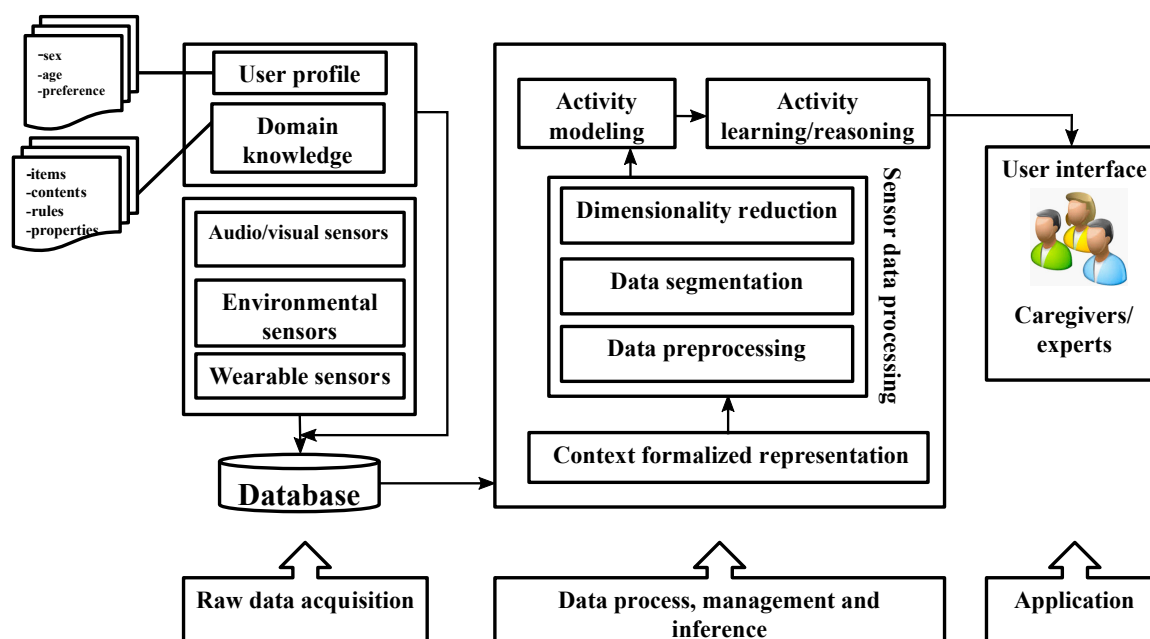 -sex
-age
-preference
-items
-contents
-rules
-properties
User profile
Domain
knowledge
Audio/visual sensors
Environmental
sensors
Wearable sensors
Database
Activity
modeling
Activity
learning/reasoning
Dimensionality reduction
Data segmentation
Data preprocessing
Sensor data processing
Context formalized representation
User interface
Caregivers/
experts
Raw data acquisition
Data process, management and
inference
Application